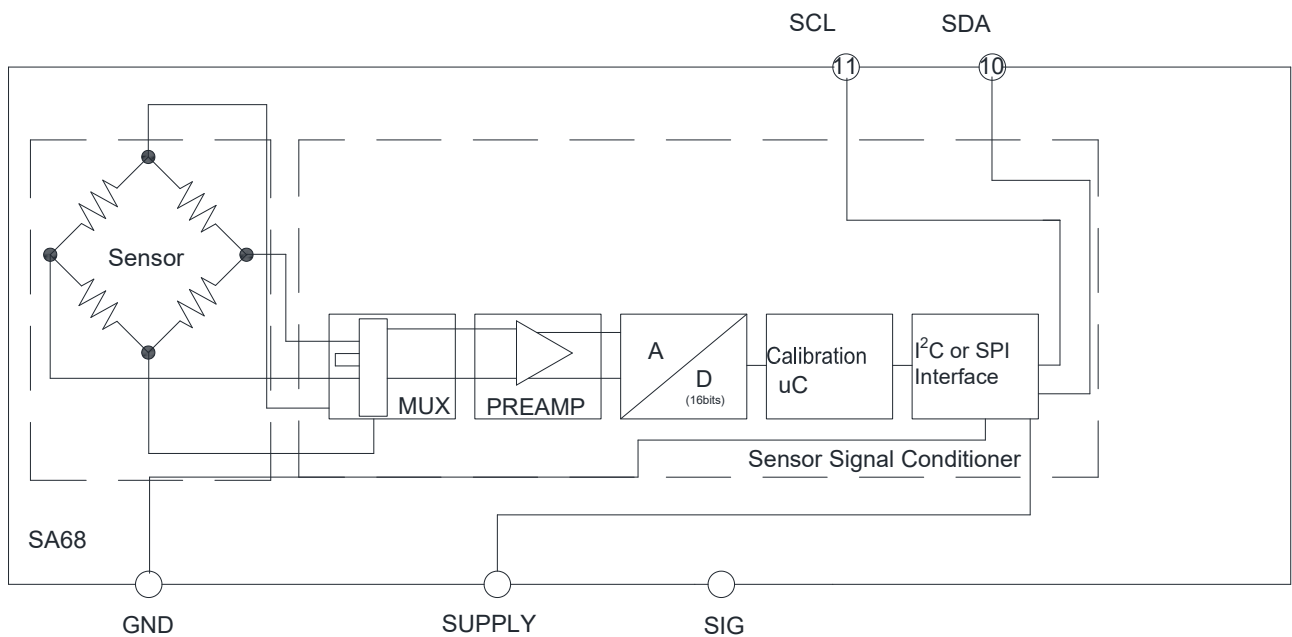 SCL
SDA
11
10
Sensor
A
D
(16bits)
Calibration
uC
I²C or SPI
Interface
MUX
PREAMP
Sensor Signal Conditioner
SA68
GND
SUPPLY
SIG